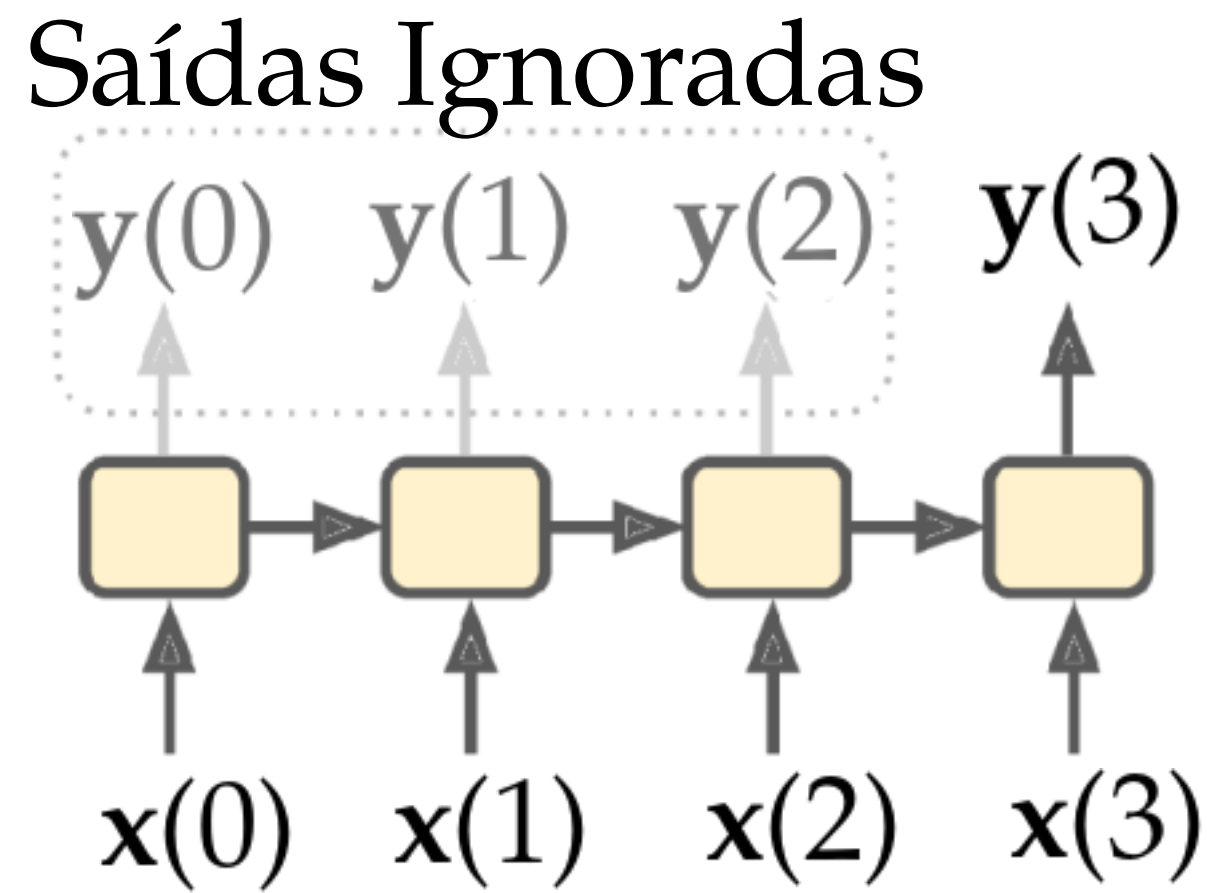 Saídas Ignoradas
y(0) y(1) y(2) y(3)
x(0) x(1) x(2) x(3)